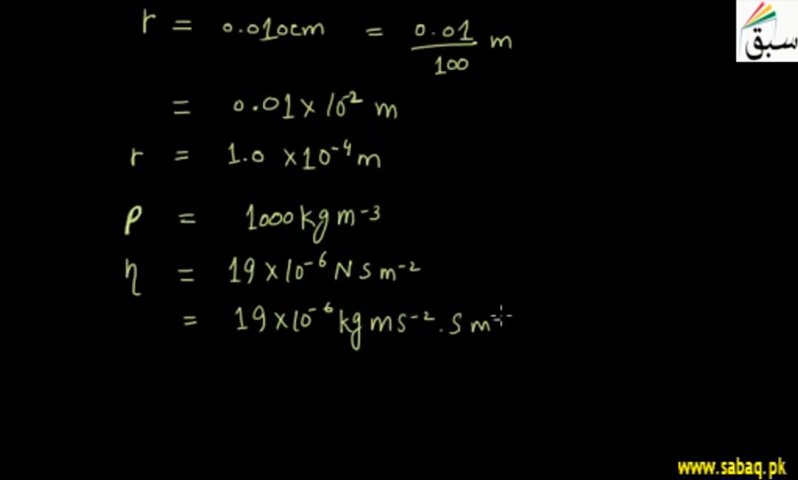 سبق
r = 0.010cm = 0.01/100 m
= 0.01 × 10⁻² m
r = 1.0 × 10⁻⁴ m
ρ = 1000 kg m⁻³
η = 19 × 10⁻⁶ N s m⁻²
= 19 × 10⁻⁶ kg m s⁻² . s m⁻
www.sabaq.pk